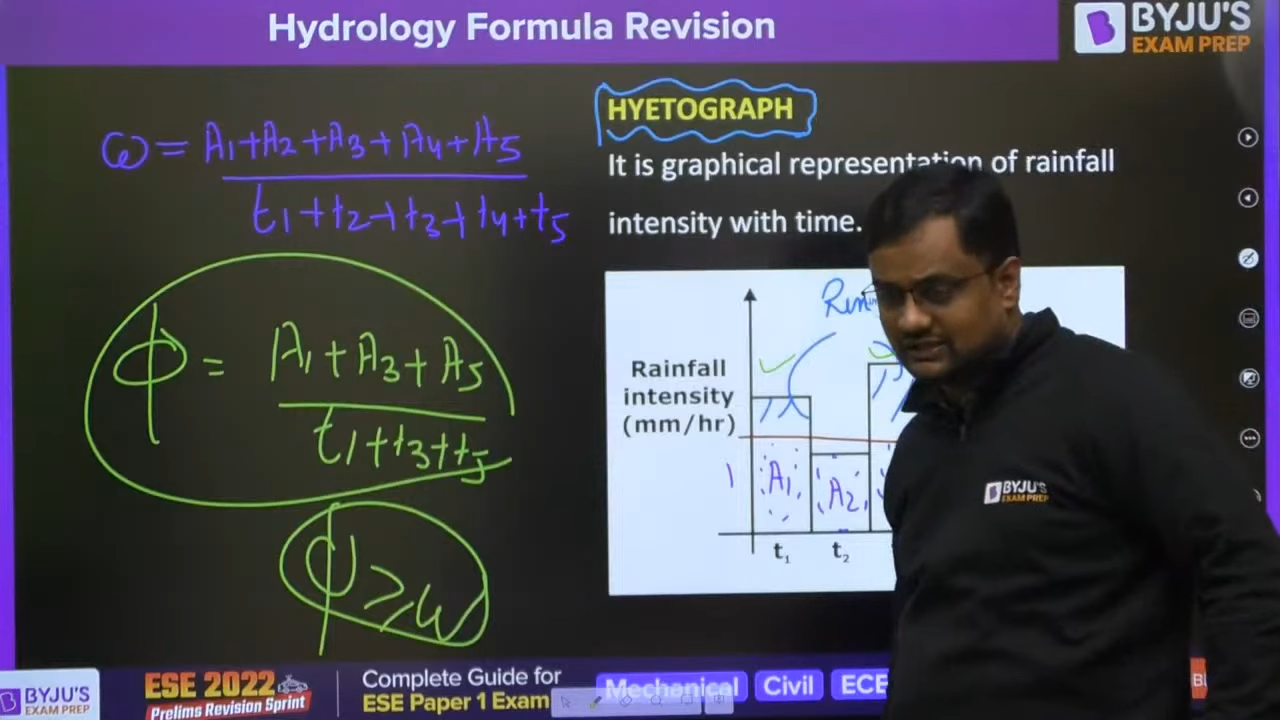 Hydrology Formula Revision
BYJU'S
EXAM PREP
ω = A1+A2+A3+A4+A5
t1+t2+t3+t4+t5
HYETOGRAPH
It is graphical representation of rainfall
intensity with time.
ϕ = A1+A3+A5
t1+t3+t5
ϕ ≥ ω
Rainfall
intensity
(mm/hr)
A1
A2
t1
t2
BYJU'S
EXAM PREP
BYJU'S
EXAM PREP
ESE 2022
Prelims Revision Sprint
Complete Guide for
ESE Paper 1 Exam
Mechanical
Civil
ECE